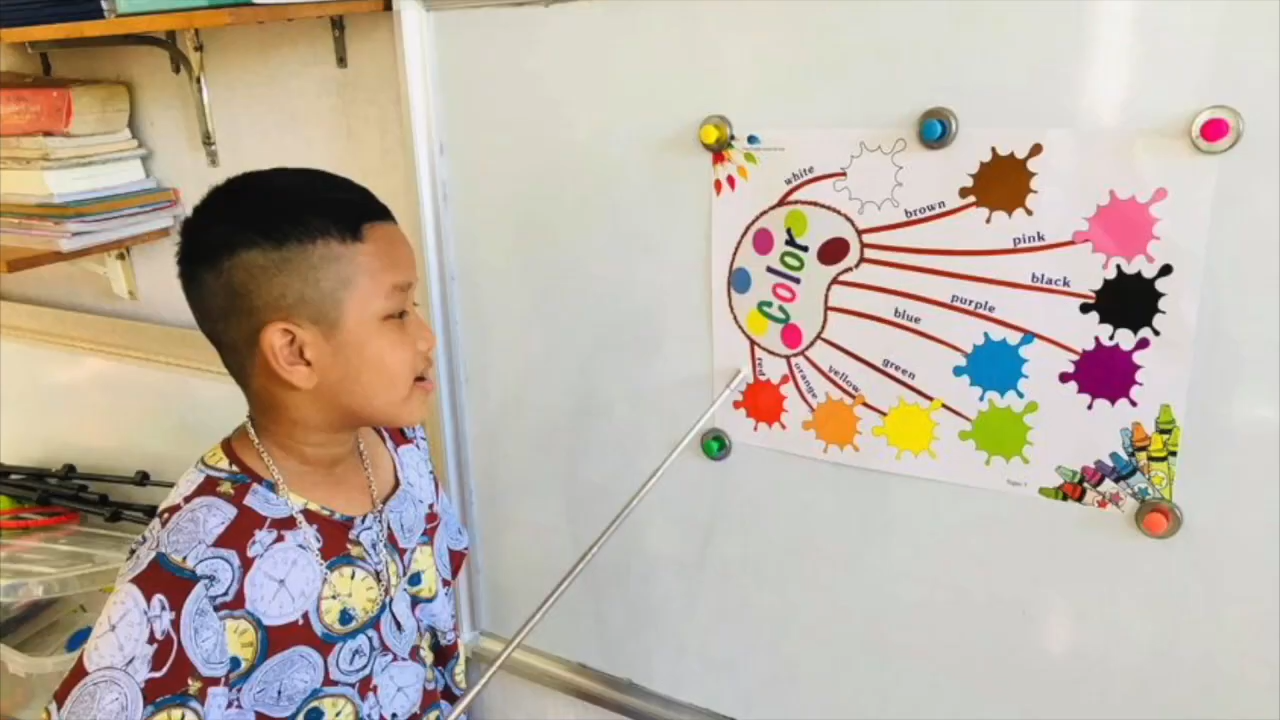 white
brown
pink
black
purple
blue
green
yellow
orange
red
Color